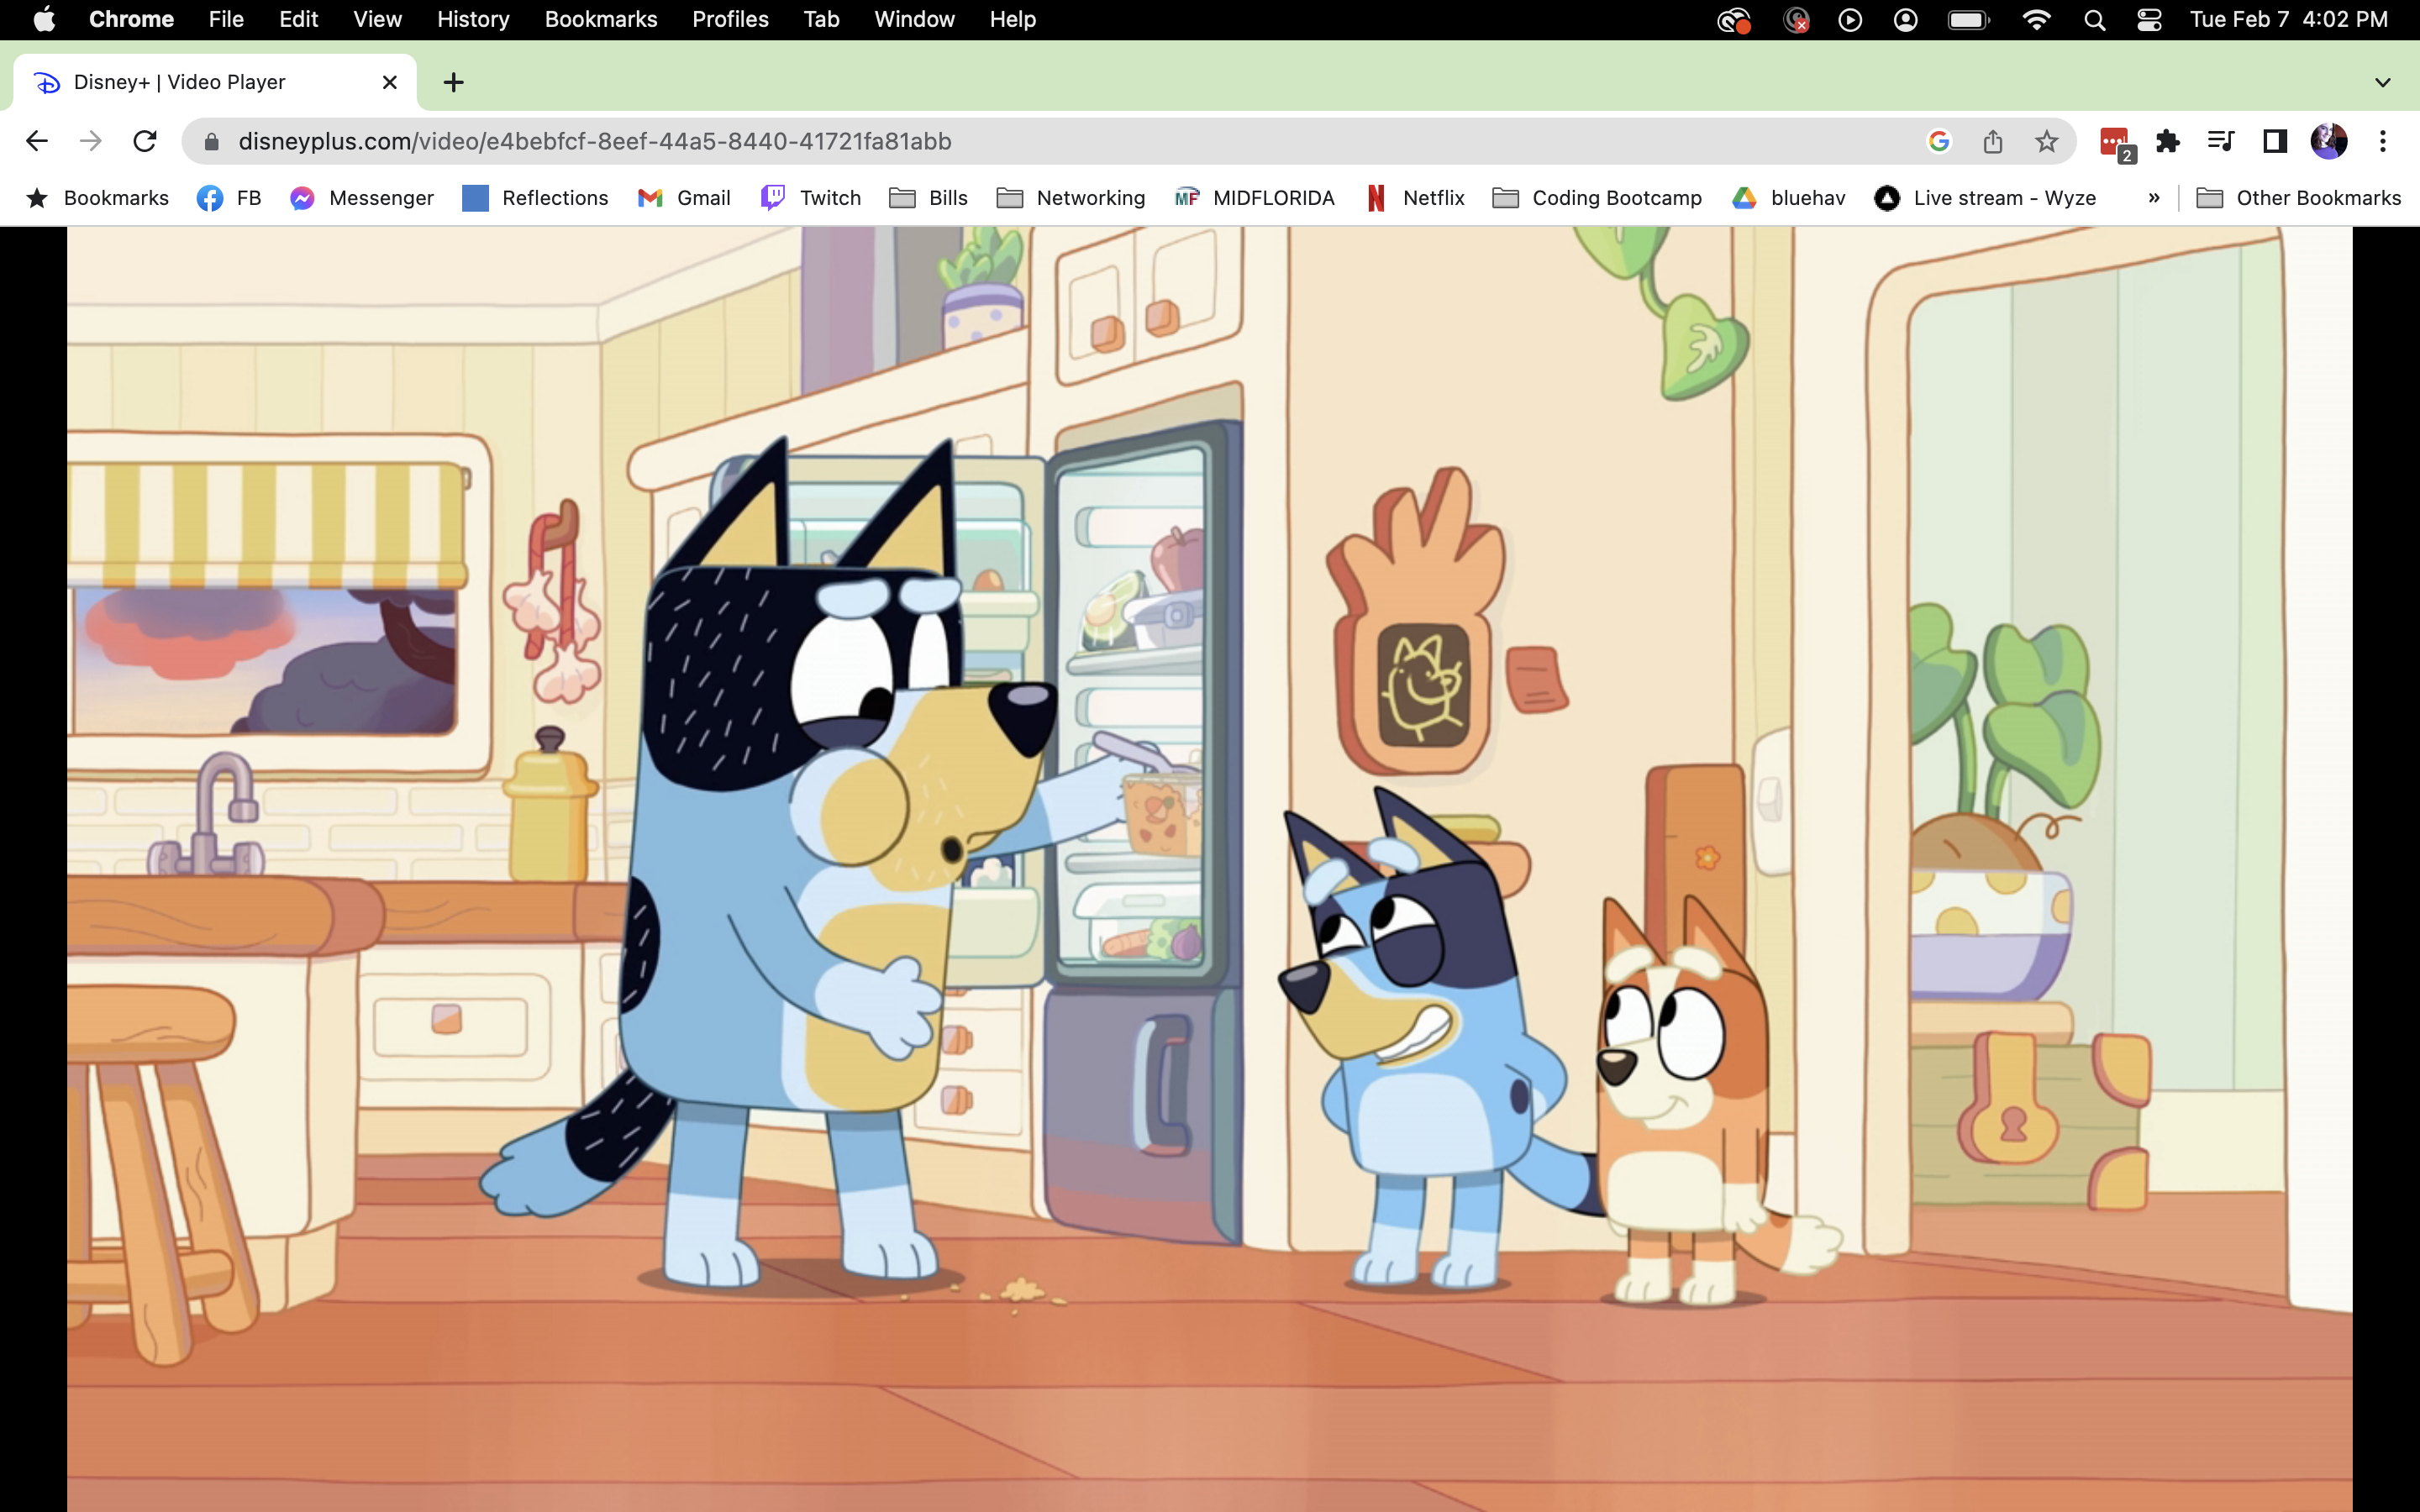 Chrome File Edit View History Bookmarks Profiles Tab Window Help Tue Feb 7 4:02 PM
Disney+ | Video Player
disneyplus.com/video/e4bebfcf-8eef-44a5-8440-41721fa81abb 2
Bookmarks FB Messenger Reflections Gmail Twitch Bills Networking MF MIDFLORIDA Netflix Coding Bootcamp bluehav Live stream - Wyze » Other Bookmarks